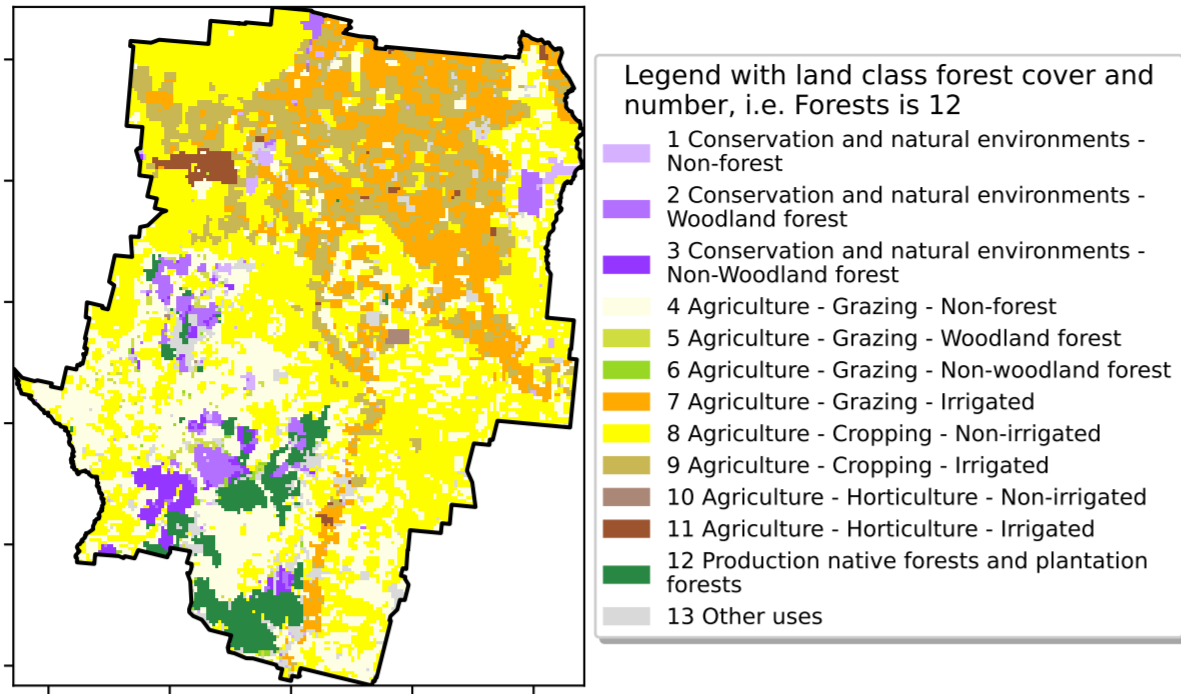 Legend with land class forest cover and
number, i.e. Forests is 12
1 Conservation and natural environments -
Non-forest
2 Conservation and natural environments -
Woodland forest
3 Conservation and natural environments -
Non-Woodland forest
4 Agriculture - Grazing - Non-forest
5 Agriculture - Grazing - Woodland forest
6 Agriculture - Grazing - Non-woodland forest
7 Agriculture - Grazing - Irrigated
8 Agriculture - Cropping - Non-irrigated
9 Agriculture - Cropping - Irrigated
10 Agriculture - Horticulture - Non-irrigated
11 Agriculture - Horticulture - Irrigated
12 Production native forests and plantation
forests
13 Other uses